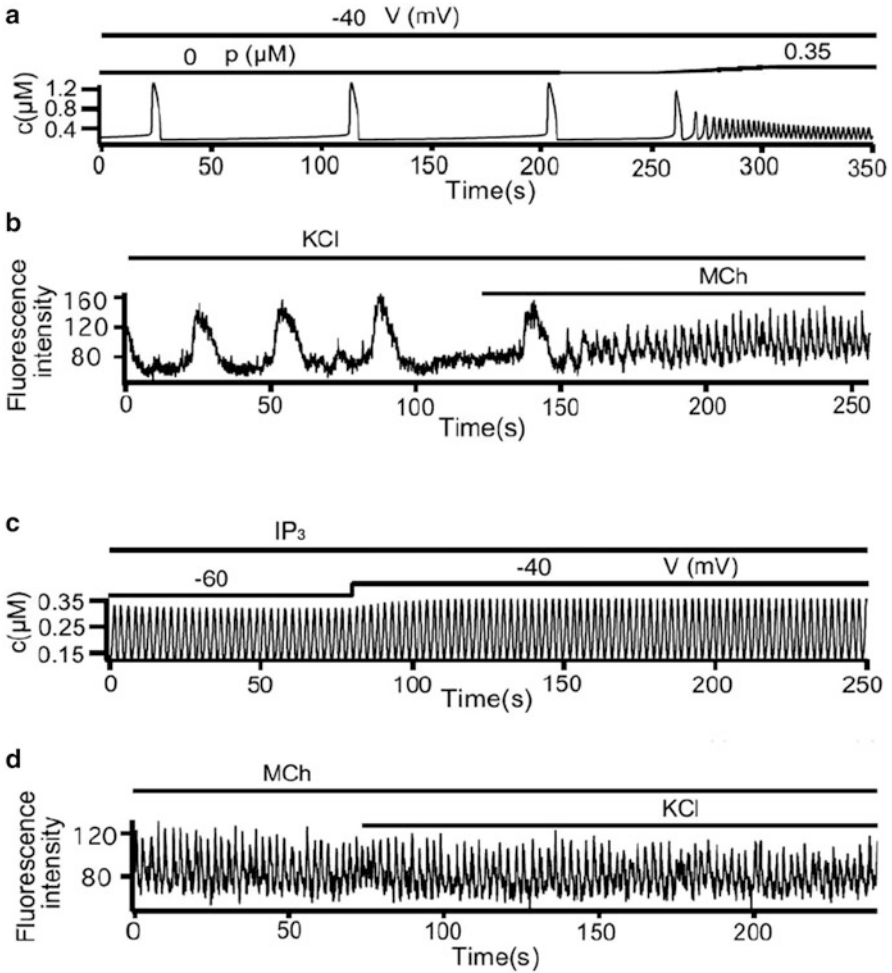 a
-40 V (mV)
0 p (µM) 0.35
c(µM)
1.2
0.8
0.4
0 50 100 150 200 250 300 350
Time(s)
b
KCl
MCh
Fluorescence
intensity
160
120
80
0 50 100 150 200 250
Time(s)
c
IP₃
-60 -40 V (mV)
c(µM)
0.35
0.25
0.15
0 50 100 150 200 250
Time(s)
d
MCh
KCl
Fluorescence
intensity
120
80
0 50 100 150 200
Time(s)